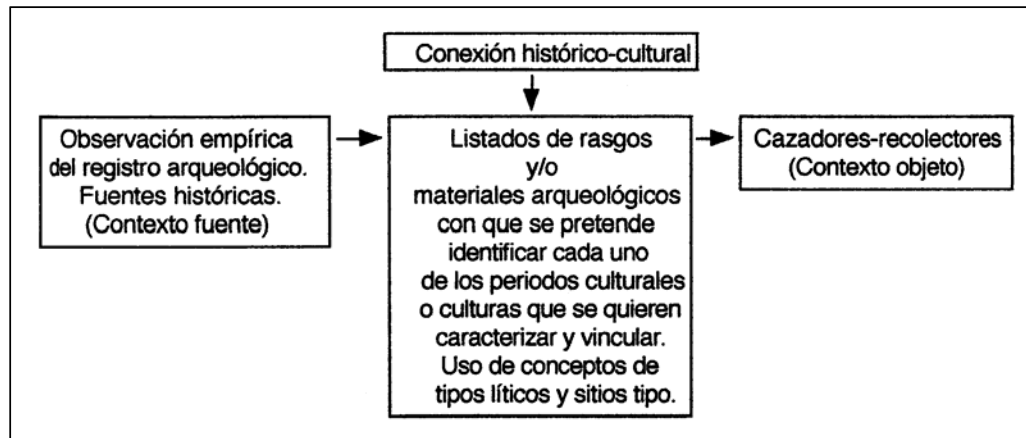 Conexión histórico-cultural
Observación empírica
del registro arqueológico.
Fuentes históricas.
(Contexto fuente)
Listados de rasgos
y/o
materiales arqueológicos
con que se pretende
identificar cada uno
de los periodos culturales
o culturas que se quieren
caracterizar y vincular.
Uso de conceptos de
tipos líticos y sitios tipo.
Cazadores-recolectores
(Contexto objeto)